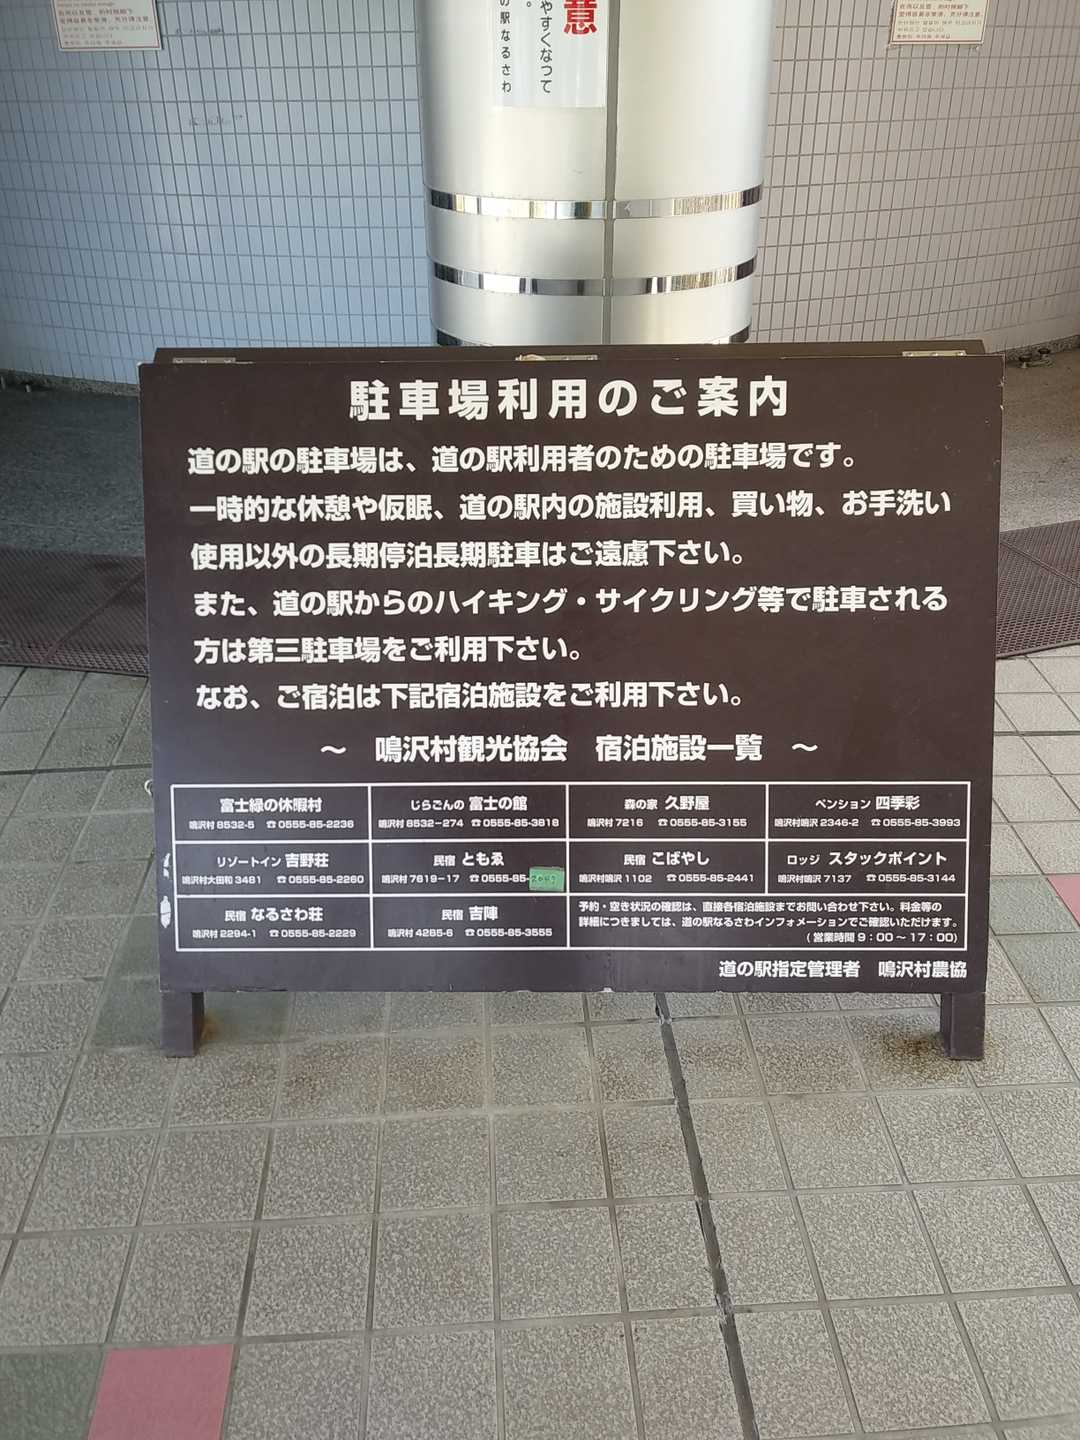 意
やすくなって
の駅なるさわ
駐車場利用のご案内
道の駅の駐車場は、道の駅利用者のための駐車場です。
一時的な休憩や仮眠、道の駅内の施設利用、買い物、お手洗い
使用以外の長期停泊長期駐車はご遠慮下さい。
また、道の駅からのハイキング・サイクリング等で駐車される
方は第三駐車場をご利用下さい。
なお、ご宿泊は下記宿泊施設をご利用下さい。
～ 鳴沢村観光協会 宿泊施設一覧 ～
富士緑の休暇村
鳴沢村 8532-5 ☎0555-85-2236
じらごんの 富士の館
鳴沢村 8532-274 ☎0555-85-3818
森の家 久野屋
鳴沢村 7216 ☎0555-85-3155
ペンション 四季彩
鳴沢村鳴沢 2346-2 ☎0555-85-3993
リゾートイン 吉野荘
鳴沢村大田和 3461 ☎0555-85-2260
民宿 ともゑ
鳴沢村 7619-17 ☎0555-85-2047
民宿 こばやし
鳴沢村鳴沢 1102 ☎0555-85-2441
ロッジ スタックポイント
鳴沢村鳴沢 7137 ☎0555-85-3144
民宿 なるさわ荘
鳴沢村 2294-1 ☎0555-85-2229
民宿 吉陣
鳴沢村 4285-6 ☎0555-85-3555
予約・空き状況の確認は、直接各宿泊施設までお問い合わせ下さい。料金等の
詳細につきましては、道の駅なるさわインフォメーションでご確認いただけます。
(営業時間 9:00～17:00)
道の駅指定管理者 鳴沢村農協